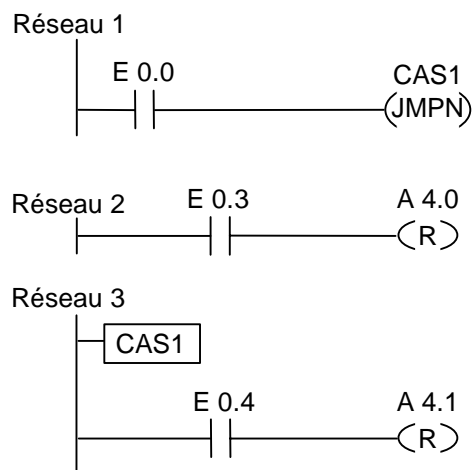 Réseau 1
E 0.0
CAS1
JMPN
Réseau 2
E 0.3
A 4.0
R
Réseau 3
CAS1
E 0.4
A 4.1
R